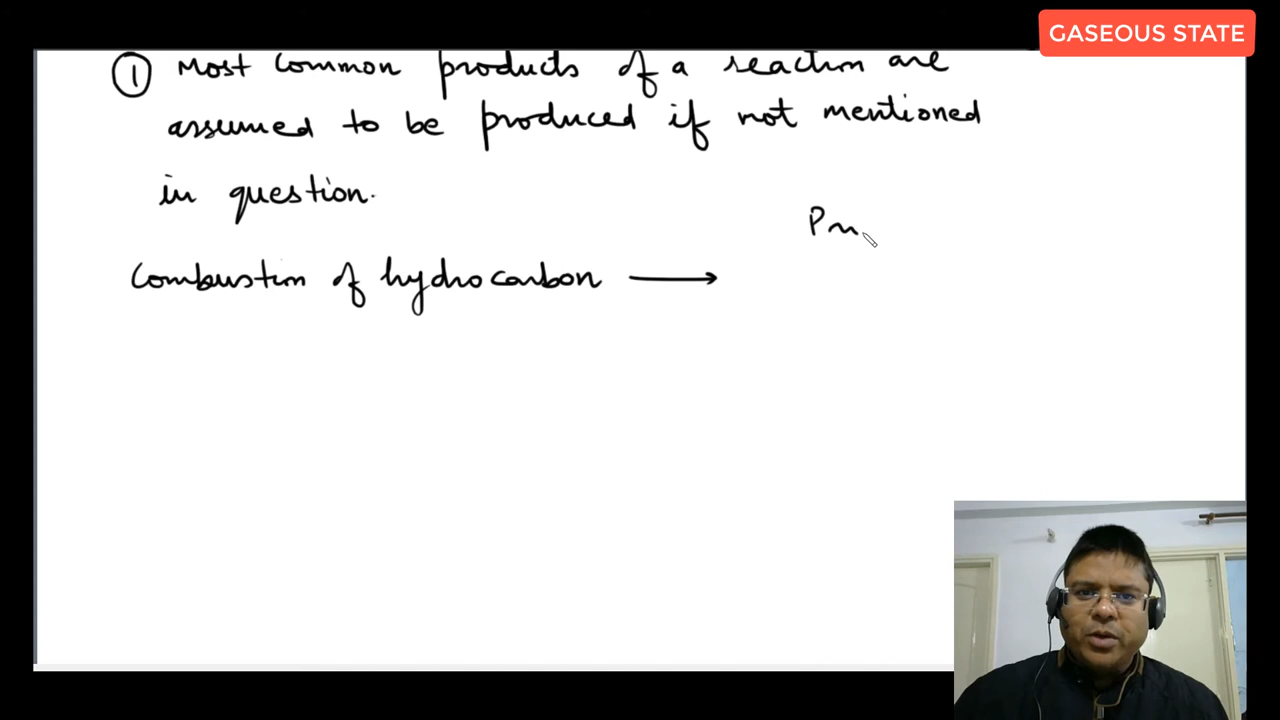 GASEOUS STATE
① Most common products of a reaction are
assumed to be produced if not mentioned
in question.
Combustion of hydrocarbon →